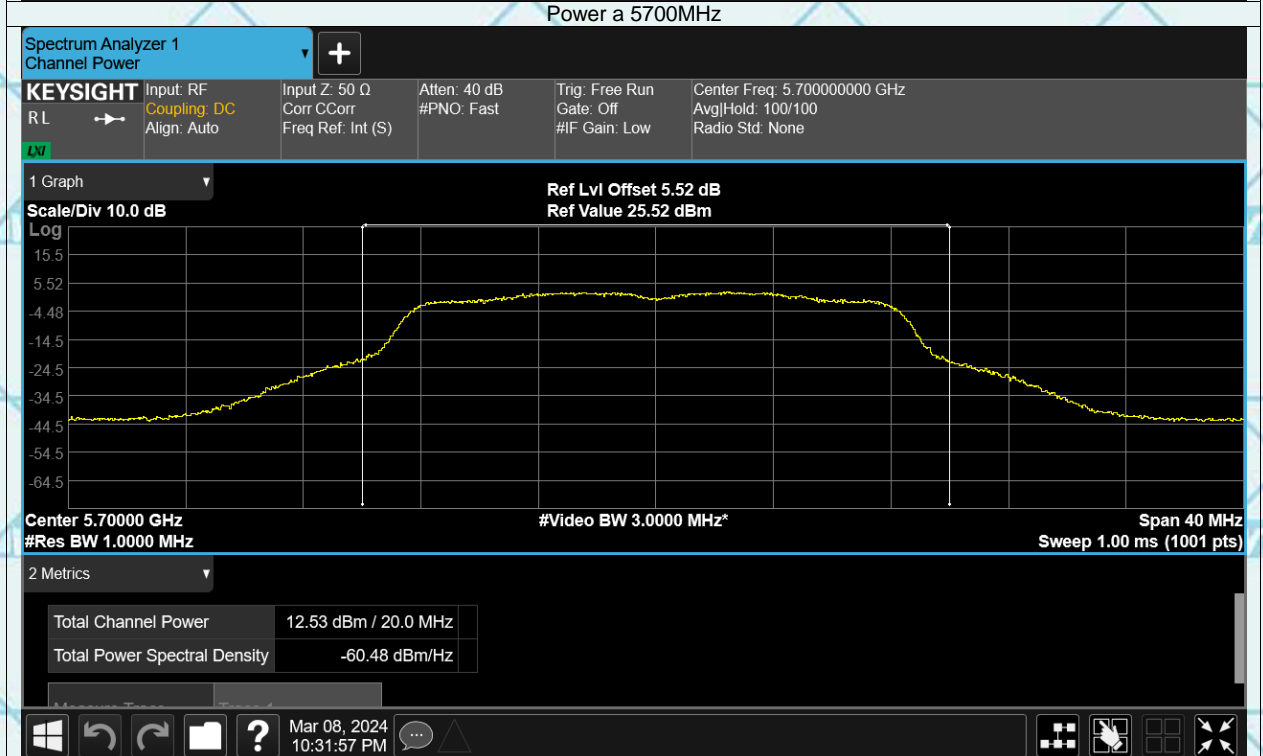 Power a 5700MHz
Spectrum Analyzer 1
Channel Power
KEYSIGHT
R L
LXI
Input: RF
Coupling: DC
Align: Auto
Input Z: 50 Ω
Corr CCorr
Freq Ref: Int (S)
Atten: 40 dB
#PNO: Fast
Trig: Free Run
Gate: Off
#IF Gain: Low
Center Freq: 5.700000000 GHz
Avg|Hold: 100/100
Radio Std: None
1 Graph
Scale/Div 10.0 dB
Ref Lvl Offset 5.52 dB
Ref Value 25.52 dBm
Log
15.5
5.52
-4.48
-14.5
-24.5
-34.5
-44.5
-54.5
-64.5
Center 5.70000 GHz
#Res BW 1.0000 MHz
#Video BW 3.0000 MHz*
Span 40 MHz
Sweep 1.00 ms (1001 pts)
2 Metrics
Total Channel Power 12.53 dBm / 20.0 MHz
Total Power Spectral Density -60.48 dBm/Hz
Measure Trace Trace 1
Mar 08, 2024
10:31:57 PM